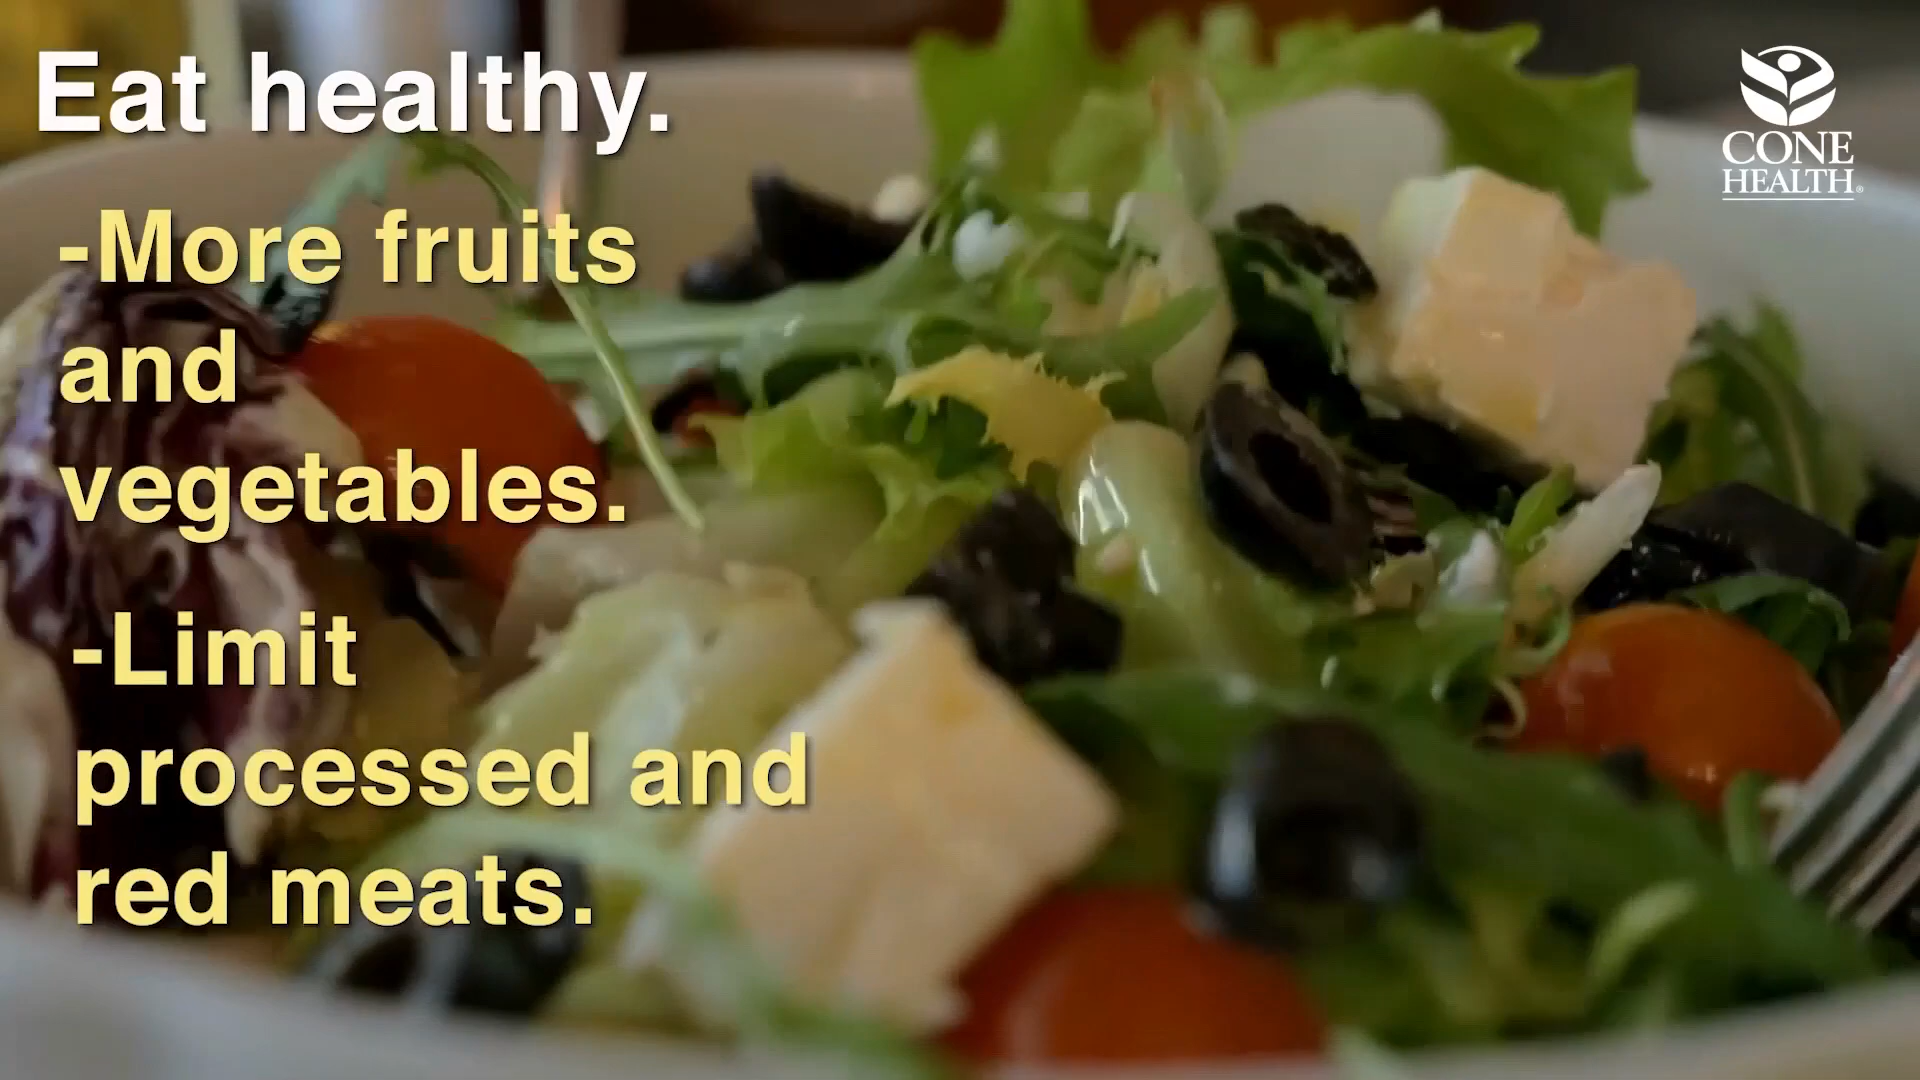 Eat healthy.
-More fruits
and
vegetables.
-Limit
processed and
red meats.
CONE
HEALTH®